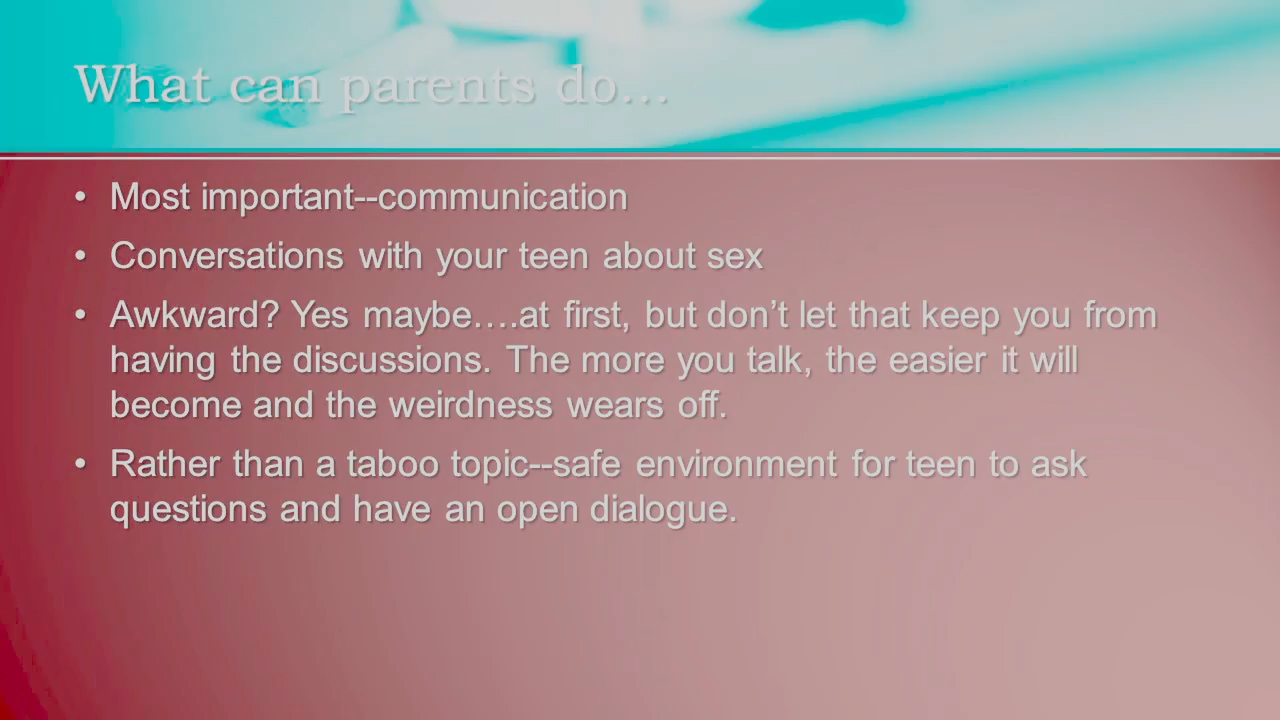 What can parents do…
• Most important--communication
• Conversations with your teen about sex
• Awkward? Yes maybe….at first, but don’t let that keep you from
having the discussions. The more you talk, the easier it will
become and the weirdness wears off.
• Rather than a taboo topic--safe environment for teen to ask
questions and have an open dialogue.